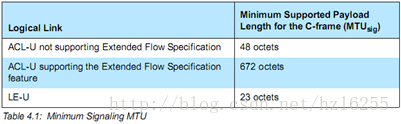 Logical Link
Minimum Supported Payload
Length for the C-frame (MTUsig)
ACL-U not supporting Extended Flow Specification
48 octets
ACL-U supporting the Extended Flow Specification
feature
672 octets
LE-U
23 octets
http://blog.csdn.net/hzl6255
Table 4.1: Minimum Signaling MTU